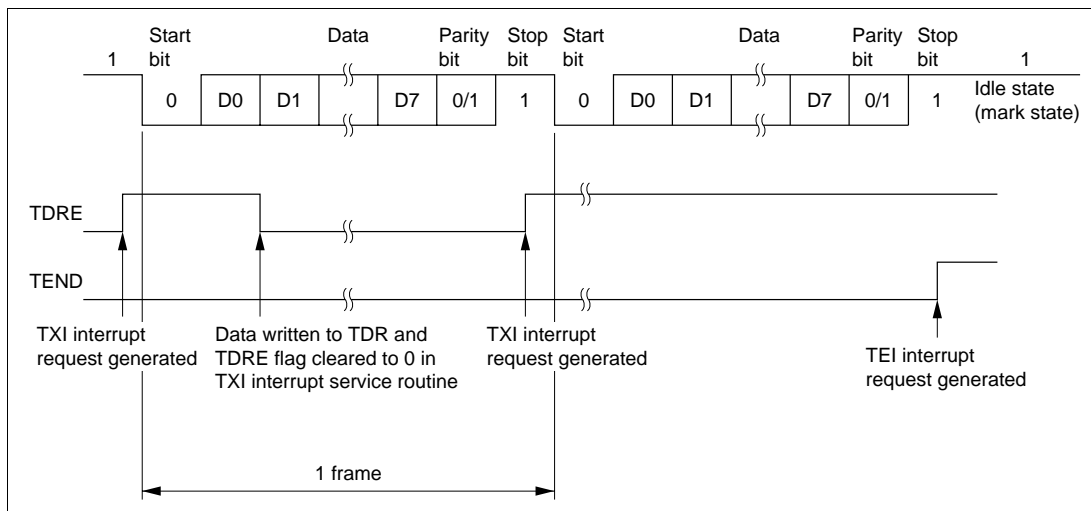 Start bit
Data
Parity bit
Stop bit
Start bit
Data
Parity bit
Stop bit
1
1
0
D0
D1
D7
0/1
1
0
D0
D1
D7
0/1
1
Idle state
(mark state)
TDRE
TEND
TXI interrupt
request generated
Data written to TDR and
TDRE flag cleared to 0 in
TXI interrupt service routine
TXI interrupt
request generated
TEI interrupt
request generated
1 frame